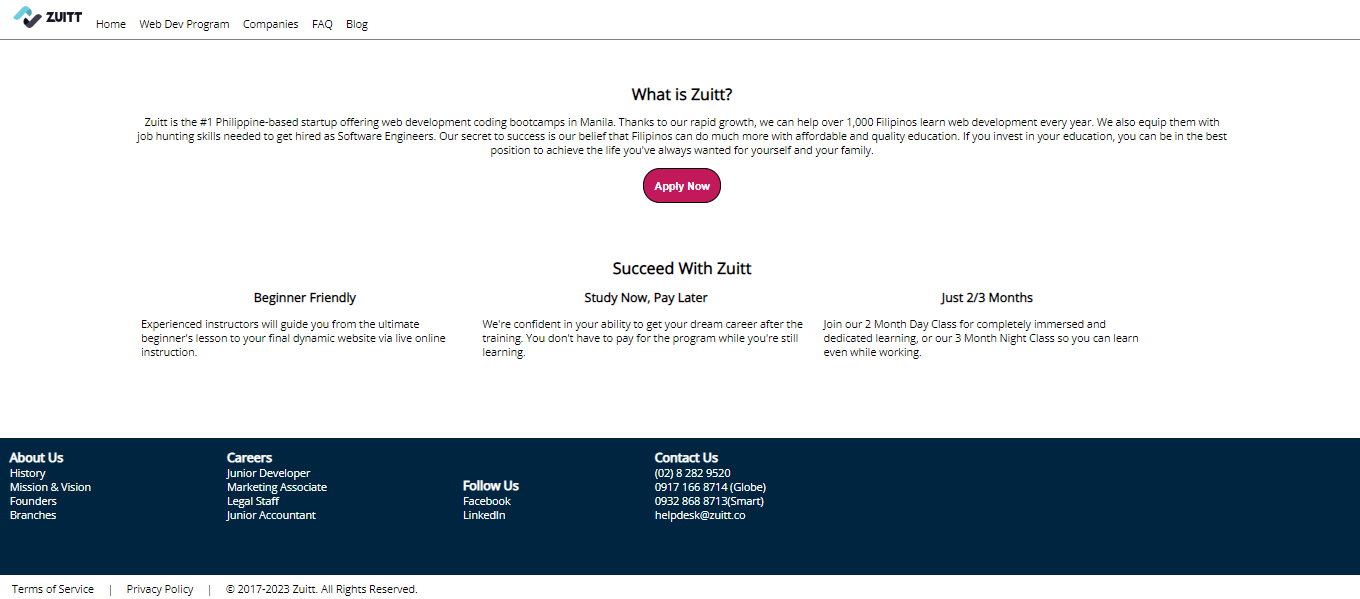 ZUITT
Home Web Dev Program Companies FAQ Blog
What is Zuitt?
Zuitt is the #1 Philippine-based startup offering web development coding bootcamps in Manila. Thanks to our rapid growth, we can help over 1,000 Filipinos learn web development every year. We also equip them with
job hunting skills needed to get hired as Software Engineers. Our secret to success is our belief that Filipinos can do much more with affordable and quality education. If you invest in your education, you can be in the best
position to achieve the life you've always wanted for yourself and your family.
Apply Now
Succeed With Zuitt
Beginner Friendly
Experienced instructors will guide you from the ultimate
beginner's lesson to your final dynamic website via live online
instruction.
Study Now, Pay Later
We're confident in your ability to get your dream career after the
training. You don't have to pay for the program while you're still
learning.
Just 2/3 Months
Join our 2 Month Day Class for completely immersed and
dedicated learning, or our 3 Month Night Class so you can learn
even while working.
About Us
History
Mission & Vision
Founders
Branches
Careers
Junior Developer
Marketing Associate
Legal Staff
Junior Accountant
Follow Us
Facebook
LinkedIn
Contact Us
(02) 8 282 9520
0917 166 8714 (Globe)
0932 868 8713(Smart)
helpdesk@zuitt.co
Terms of Service | Privacy Policy | © 2017-2023 Zuitt. All Rights Reserved.